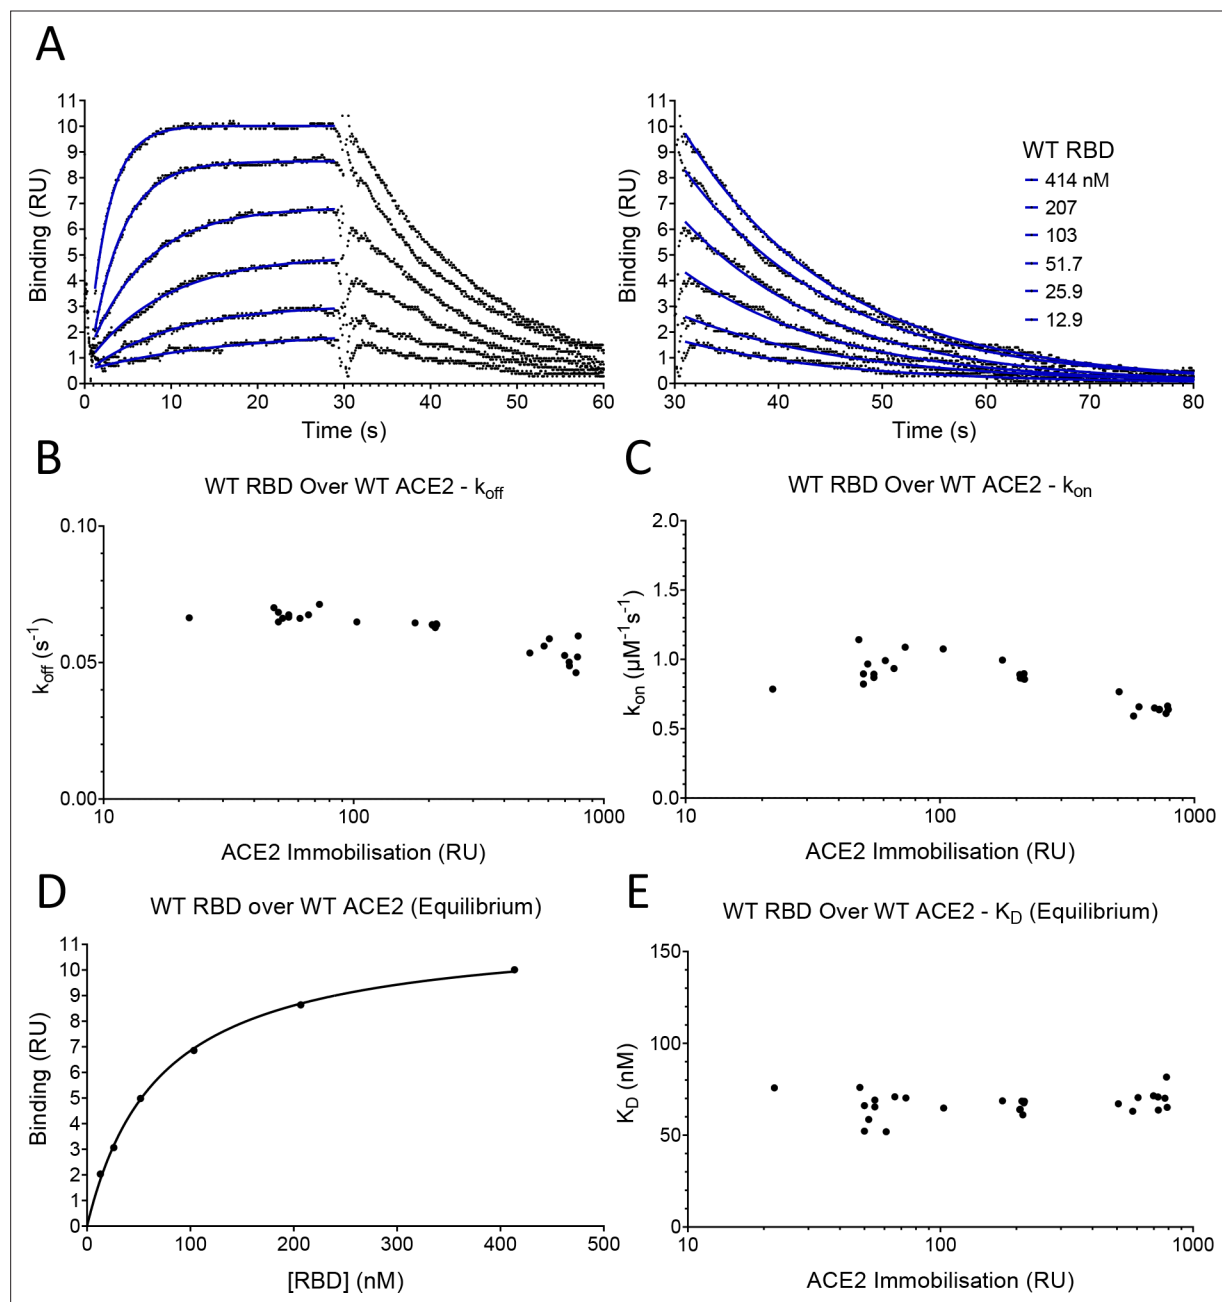 A
11
10
9
8
7
6
5
4
3
2
1
0
Binding (RU)
0 10 20 30 40 50 60
Time (s)
11
10
9
8
7
6
5
4
3
2
1
0
Binding (RU)
30 40 50 60 70 80
Time (s)
WT RBD
414 nM
207
103
51.7
25.9
12.9
B
WT RBD Over WT ACE2 - koff
0.10
0.05
0.00
koff (s⁻¹)
10 100 1000
ACE2 Immobilisation (RU)
C
WT RBD Over WT ACE2 - kon
2.0
1.5
1.0
0.5
0.0
kon (µM⁻¹s⁻¹)
10 100 1000
ACE2 Immobilisation (RU)
D
WT RBD over WT ACE2 (Equilibrium)
11
10
9
8
7
6
5
4
3
2
1
0
Binding (RU)
0 100 200 300 400 500
[RBD] (nM)
E
WT RBD Over WT ACE2 - KD (Equilibrium)
150
100
50
0
KD (nM)
10 100 1000
ACE2 Immobilisation (RU)